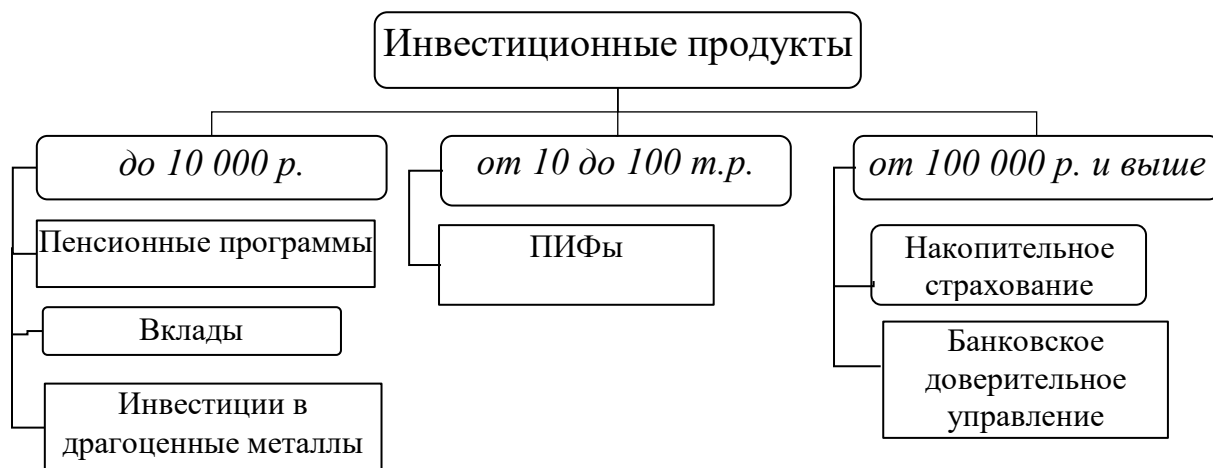 Инвестиционные продукты
до 10 000 р.
Пенсионные программы
Вклады
Инвестиции в
драгоценные металлы
от 10 до 100 т.р.
ПИФы
от 100 000 р. и выше
Накопительное
страхование
Банковское
доверительное
управление